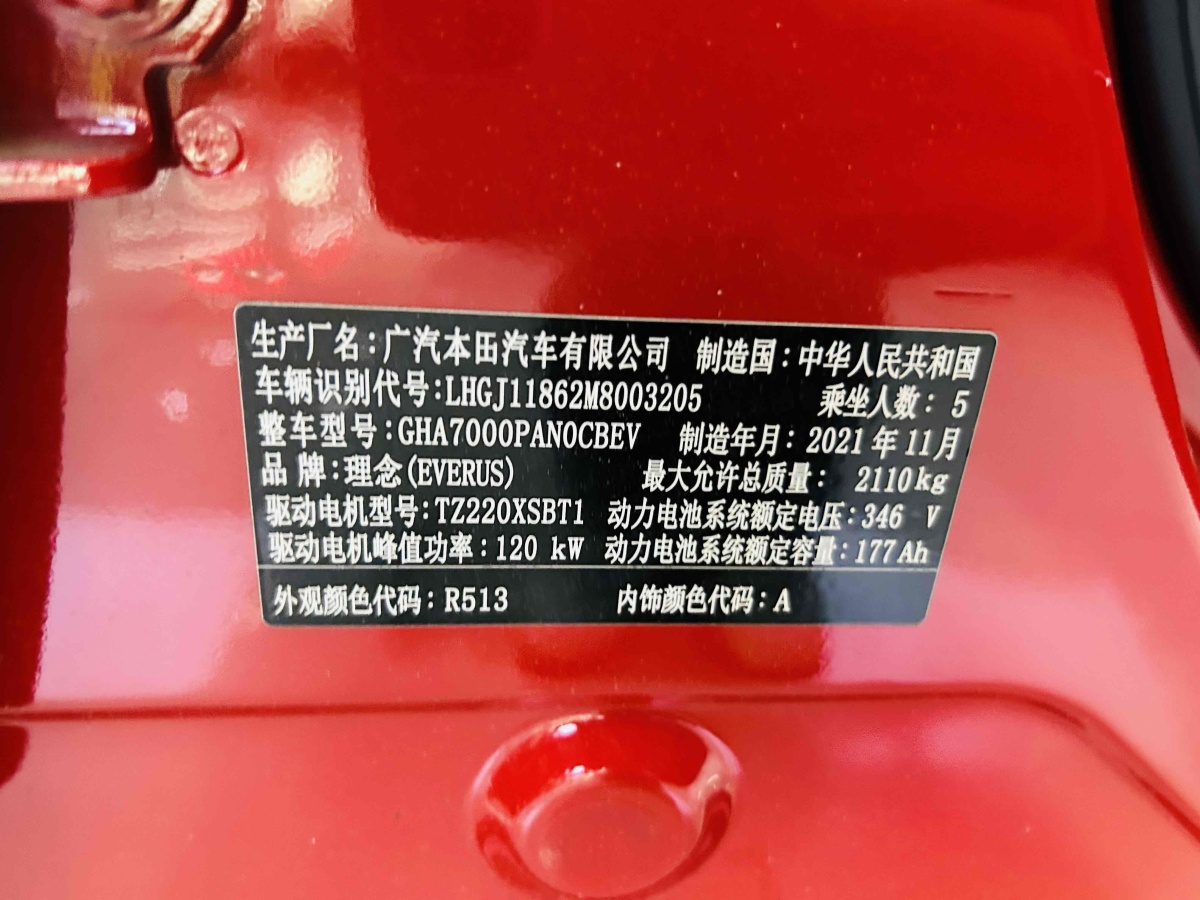 生产厂名：广汽本田汽车有限公司 制造国：中华人民共和国
车辆识别代号：LHGJ11862M8003205 乘坐人数：5
整车型号：GHA7000PAN0CBEV 制造年月：2021年11月
品牌：理念(EVERUS) 最大允许总质量：2110kg
驱动电机型号：TZ220XSBT1 动力电池系统额定电压：346 V
驱动电机峰值功率：120 kW 动力电池系统额定容量：177Ah
外观颜色代码：R513 内饰颜色代码：A